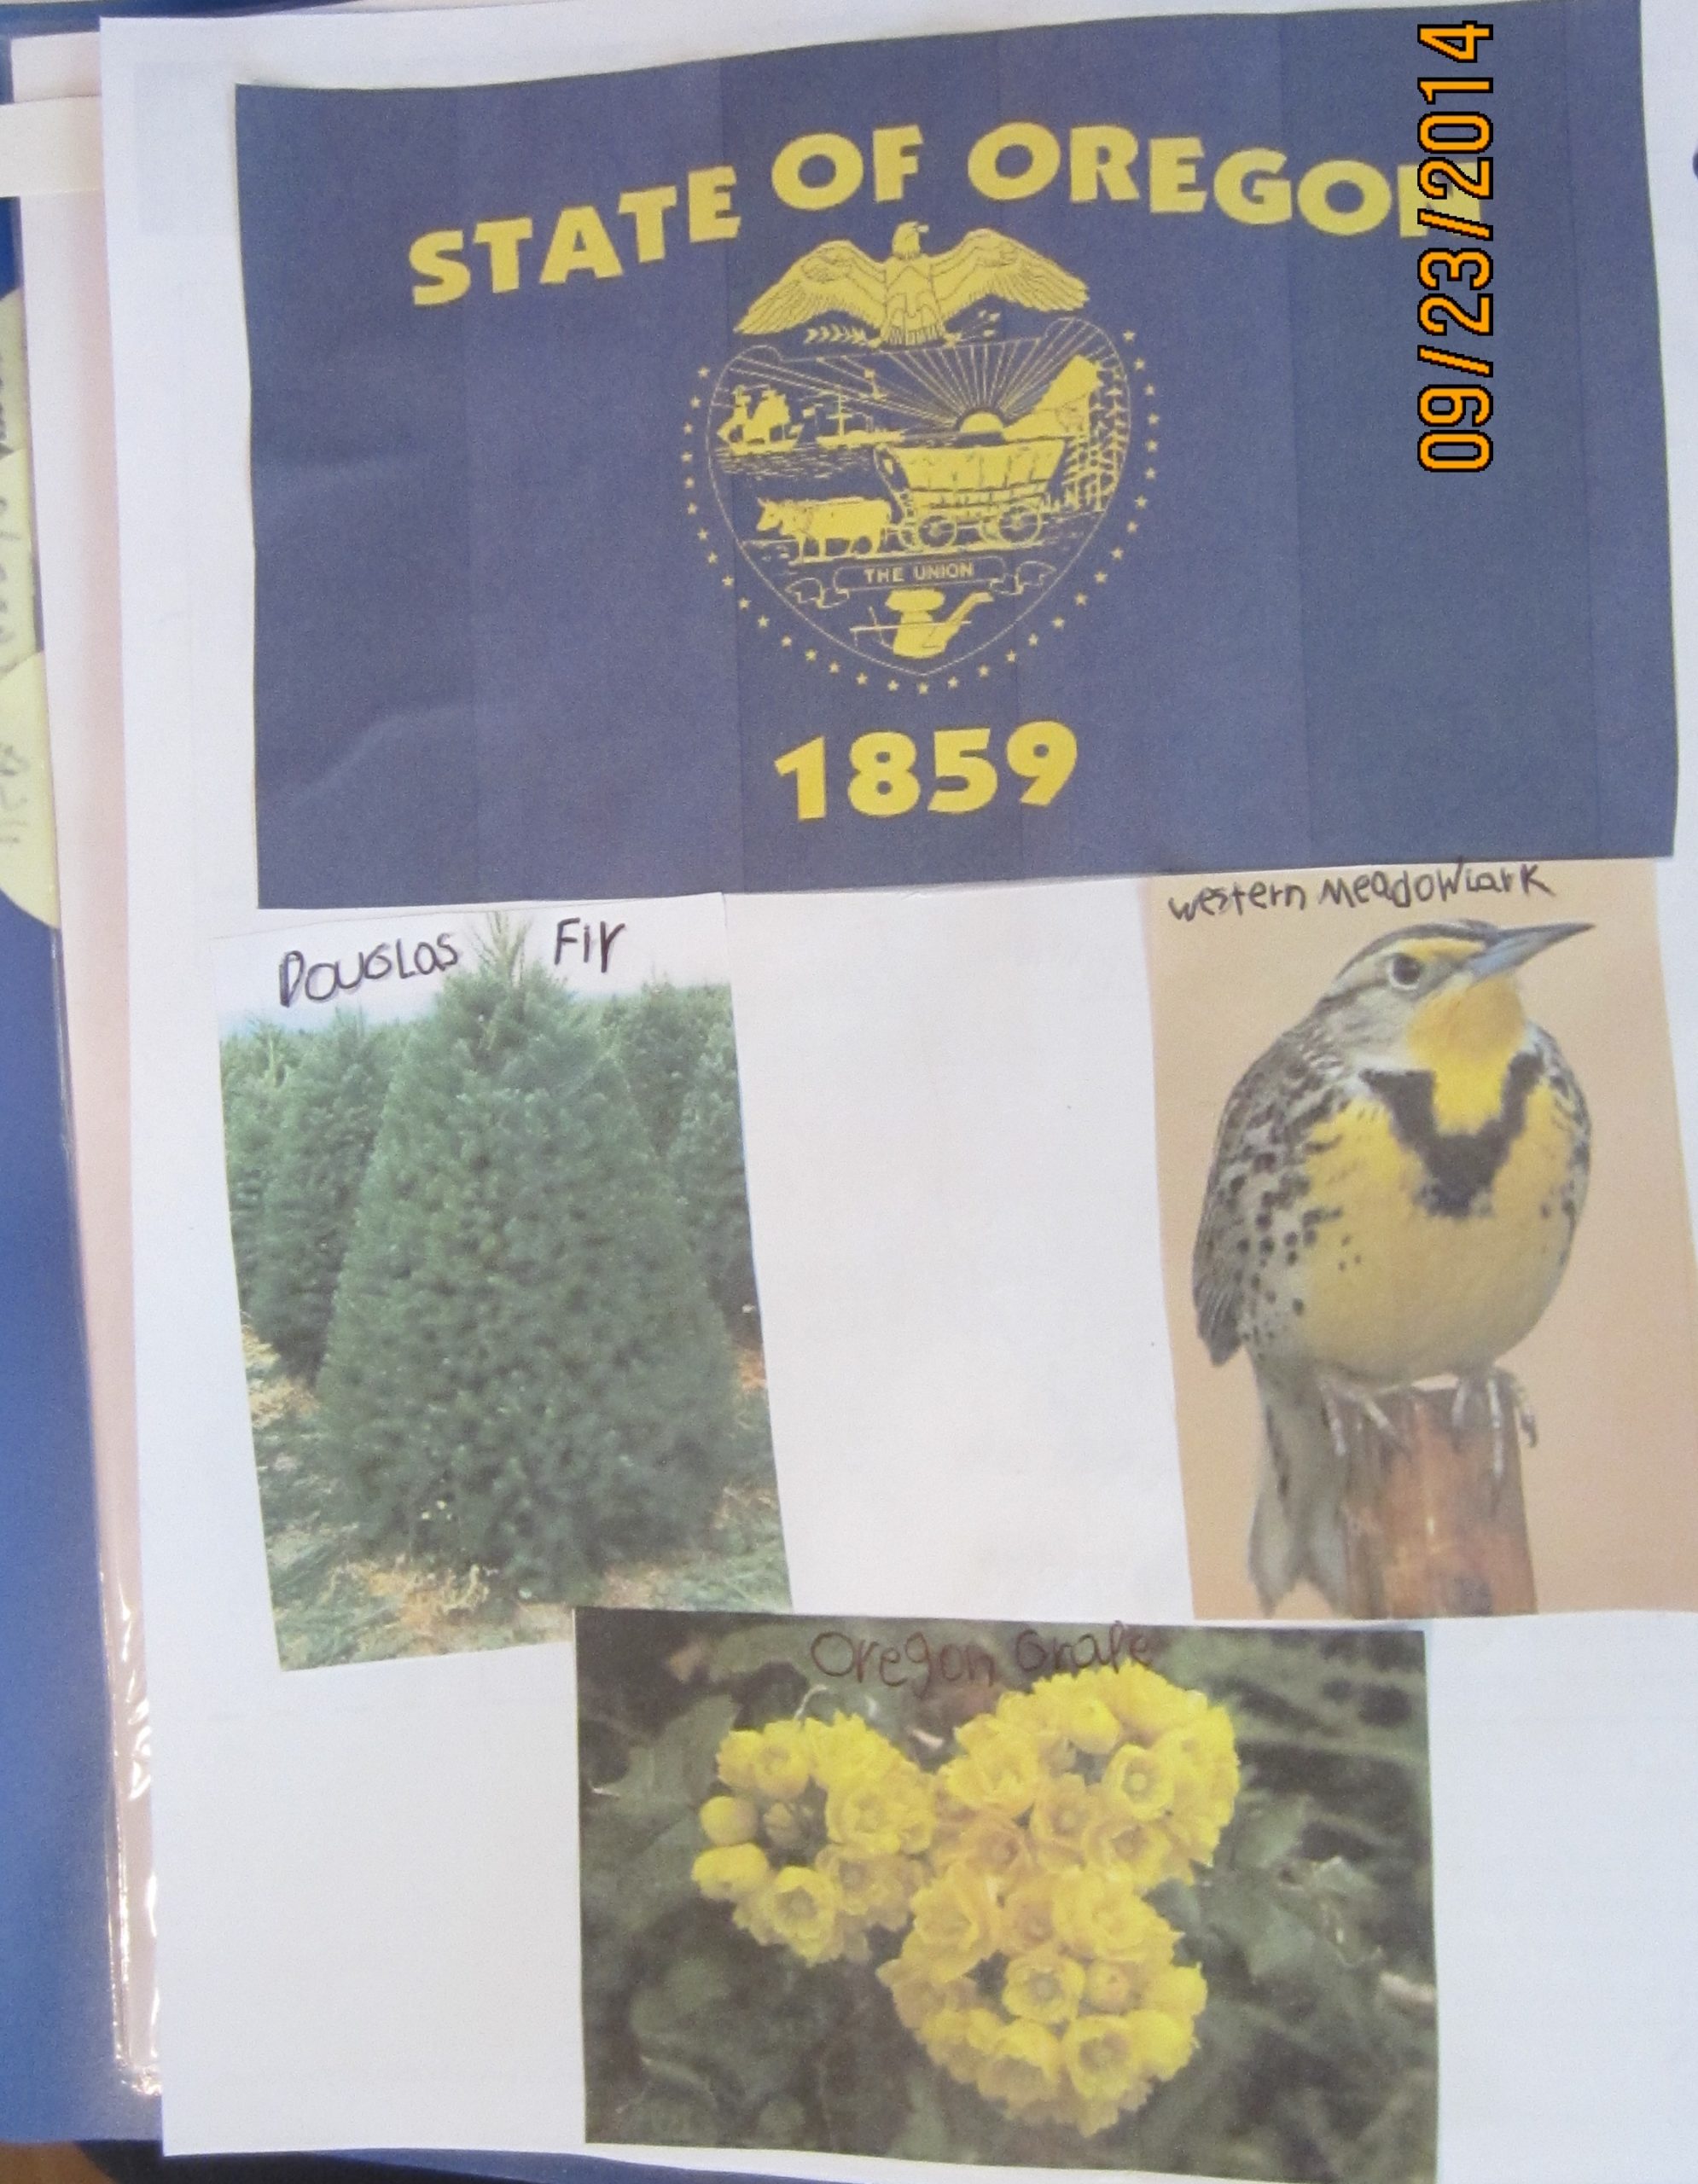 STATE OF OREGON
09/23/2014
THE UNION
1859
western Meadowlark
Douglas Fir
Oregon Grape